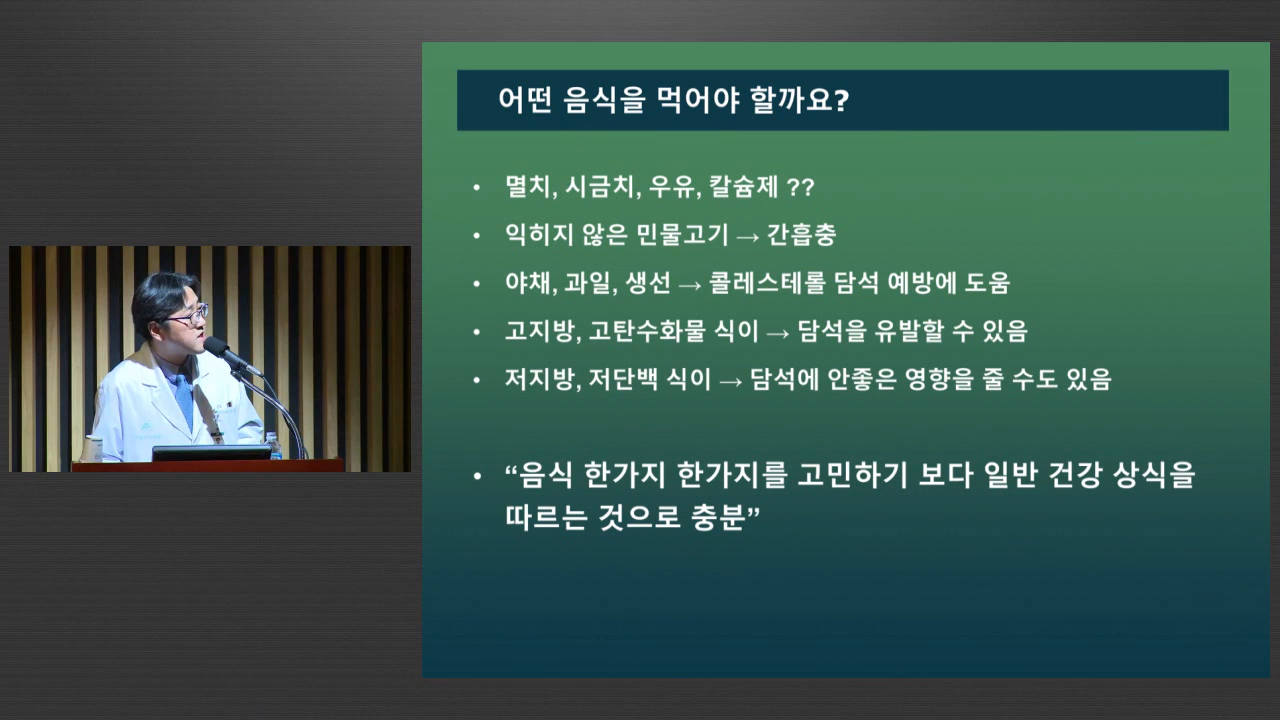 어떤 음식을 먹어야 할까요?
• 멸치, 시금치, 우유, 칼슘제 ??
• 익히지 않은 민물고기 → 간흡충
• 야채, 과일, 생선 → 콜레스테롤 담석 예방에 도움
• 고지방, 고탄수화물 식이 → 담석을 유발할 수 있음
• 저지방, 저단백 식이 → 담석에 안좋은 영향을 줄 수도 있음
• “음식 한가지 한가지를 고민하기 보다 일반 건강 상식을
따르는 것으로 충분”